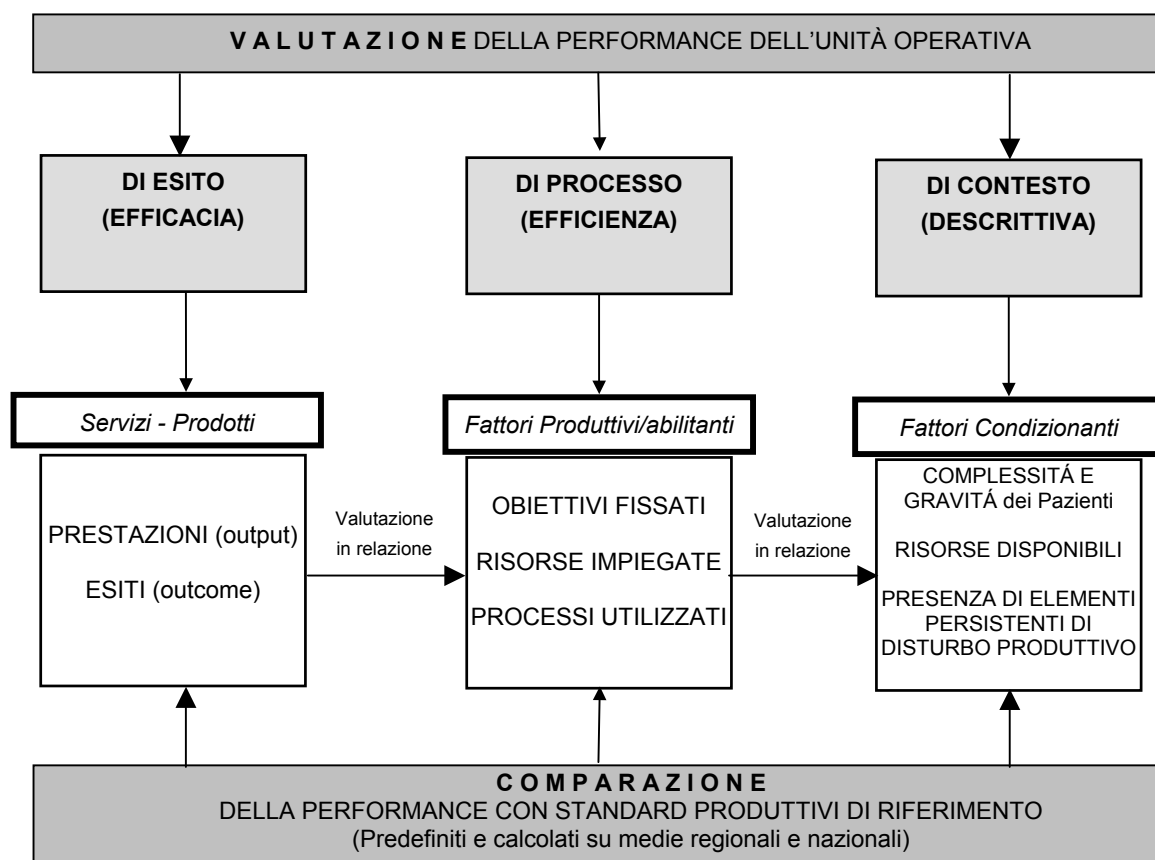 V A L U T A Z I O N E DELLA PERFORMANCE DELL'UNITÀ OPERATIVA
DI ESITO
(EFFICACIA)
DI PROCESSO
(EFFICIENZA)
DI CONTESTO
(DESCRITTIVA)
Servizi - Prodotti
Fattori Produttivi/abilitanti
Fattori Condizionanti
PRESTAZIONI (output)
ESITI (outcome)
Valutazione
in relazione
OBIETTIVI FISSATI
RISORSE IMPIEGATE
PROCESSI UTILIZZATI
Valutazione
in relazione
COMPLESSITÁ E
GRAVITÁ dei Pazienti
RISORSE DISPONIBILI
PRESENZA DI ELEMENTI
PERSISTENTI DI
DISTURBO PRODUTTIVO
C O M P A R A Z I O N E
DELLA PERFORMANCE CON STANDARD PRODUTTIVI DI RIFERIMENTO
(Predefiniti e calcolati su medie regionali e nazionali)